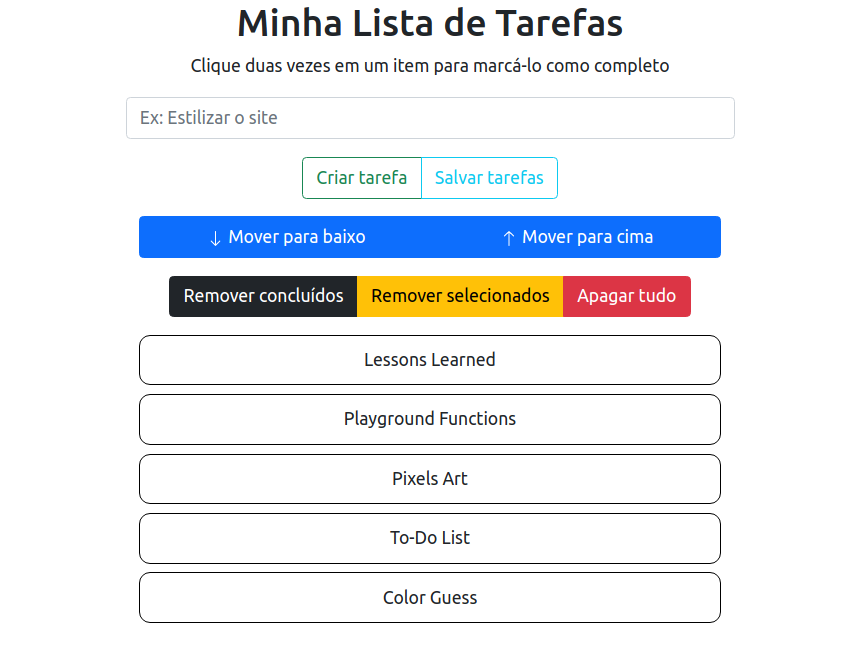 Minha Lista de Tarefas
Clique duas vezes em um item para marcá-lo como completo
Ex: Estilizar o site
Criar tarefa Salvar tarefas
↓ Mover para baixo ↑ Mover para cima
Remover concluídos Remover selecionados Apagar tudo
Lessons Learned
Playground Functions
Pixels Art
To-Do List
Color Guess